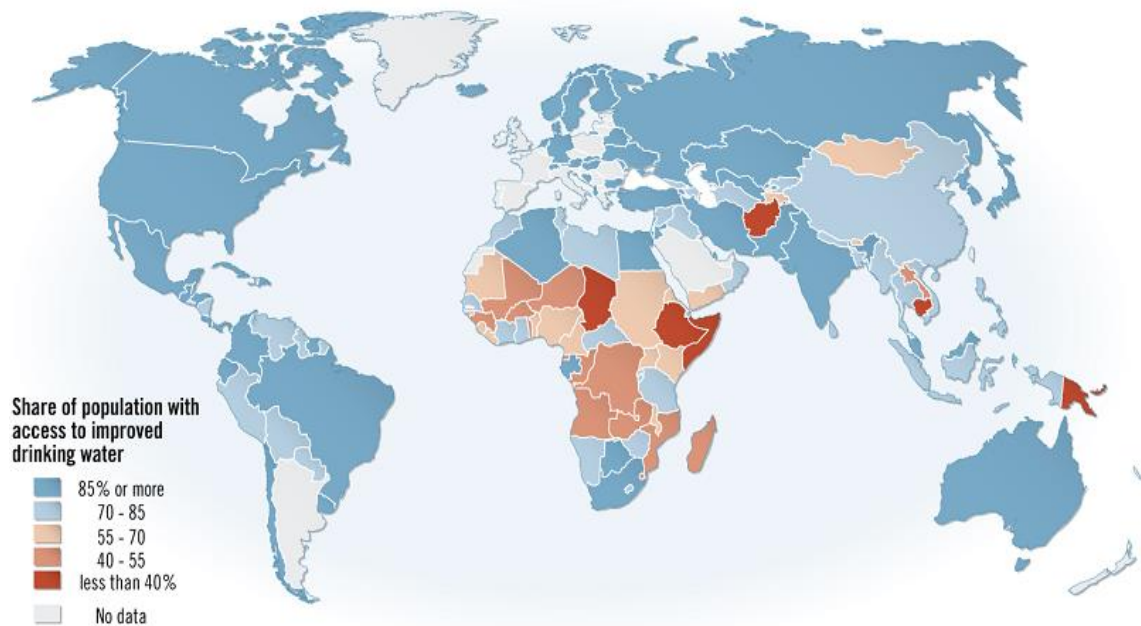 Share of population with
access to improved
drinking water
85% or more
70 - 85
55 - 70
40 - 55
less than 40%
No data